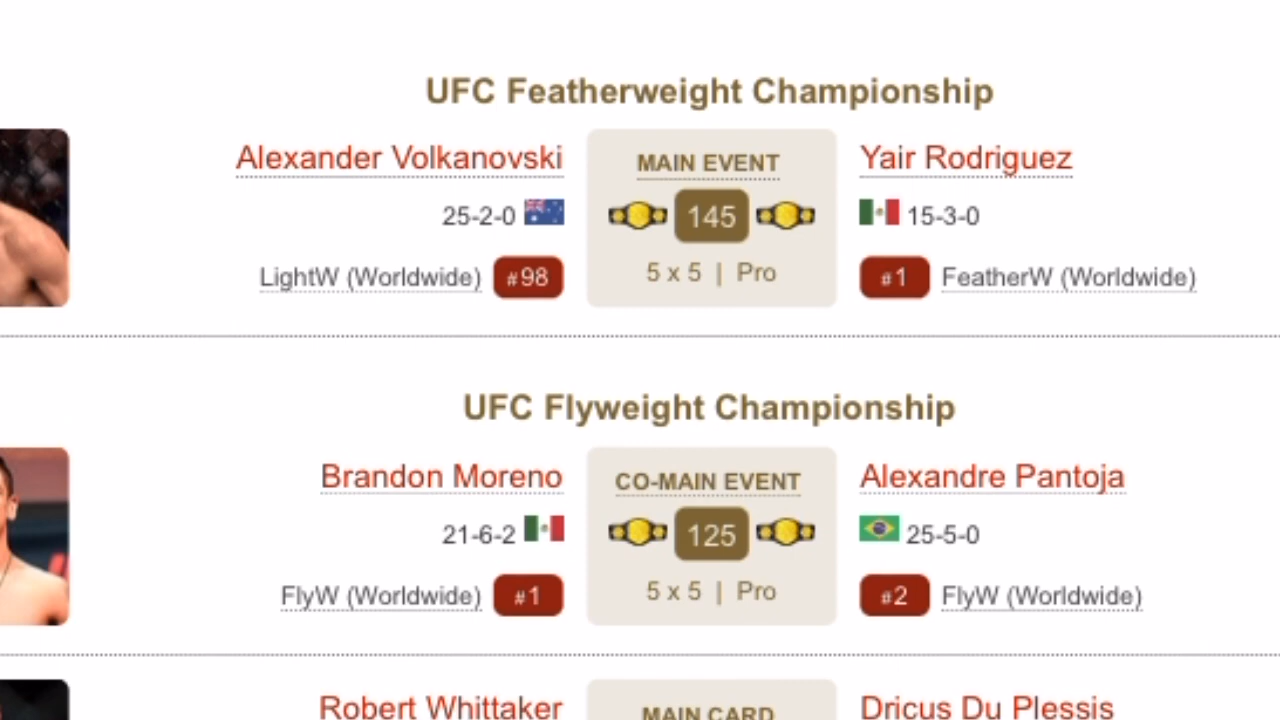 UFC Featherweight Championship
Alexander Volkanovski MAIN EVENT Yair Rodriguez
25-2-0 145 15-3-0
LightW (Worldwide) #98 5 x 5 | Pro #1 FeatherW (Worldwide)
UFC Flyweight Championship
Brandon Moreno CO-MAIN EVENT Alexandre Pantoja
21-6-2 125 25-5-0
FlyW (Worldwide) #1 5 x 5 | Pro #2 FlyW (Worldwide)
Robert Whittaker MAIN CARD Dricus Du Plessis